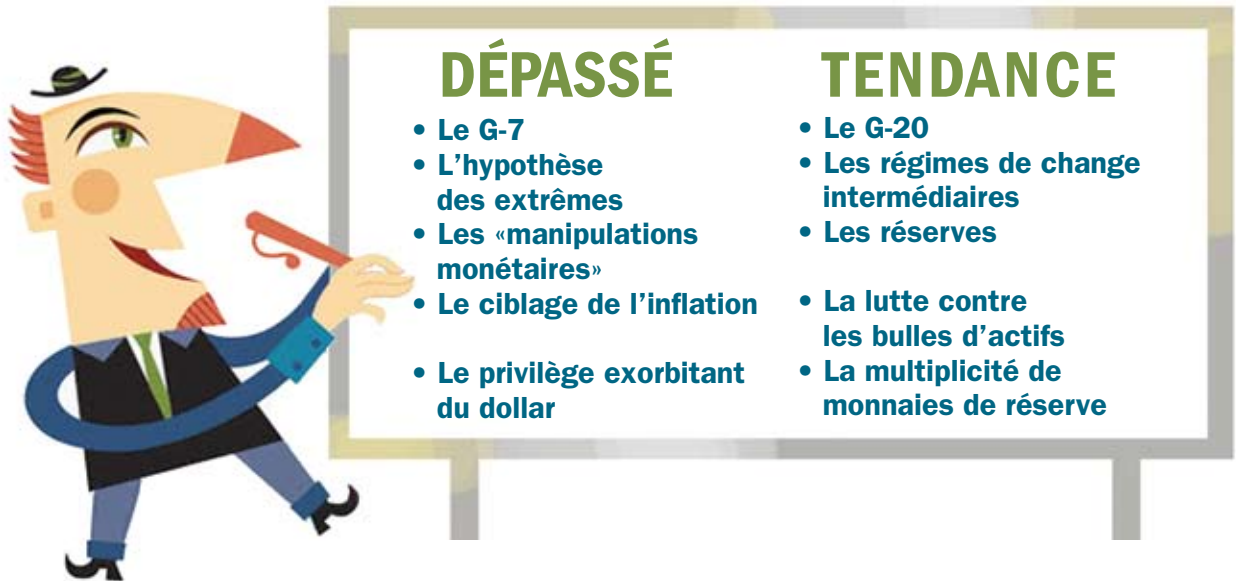 DÉPASSÉ
• Le G-7
• L’hypothèse
des extrêmes
• Les «manipulations
monétaires»
• Le ciblage de l’inflation
• Le privilège exorbitant
du dollar
TENDANCE
• Le G-20
• Les régimes de change
intermédiaires
• Les réserves
• La lutte contre
les bulles d’actifs
• La multiplicité de
monnaies de réserve